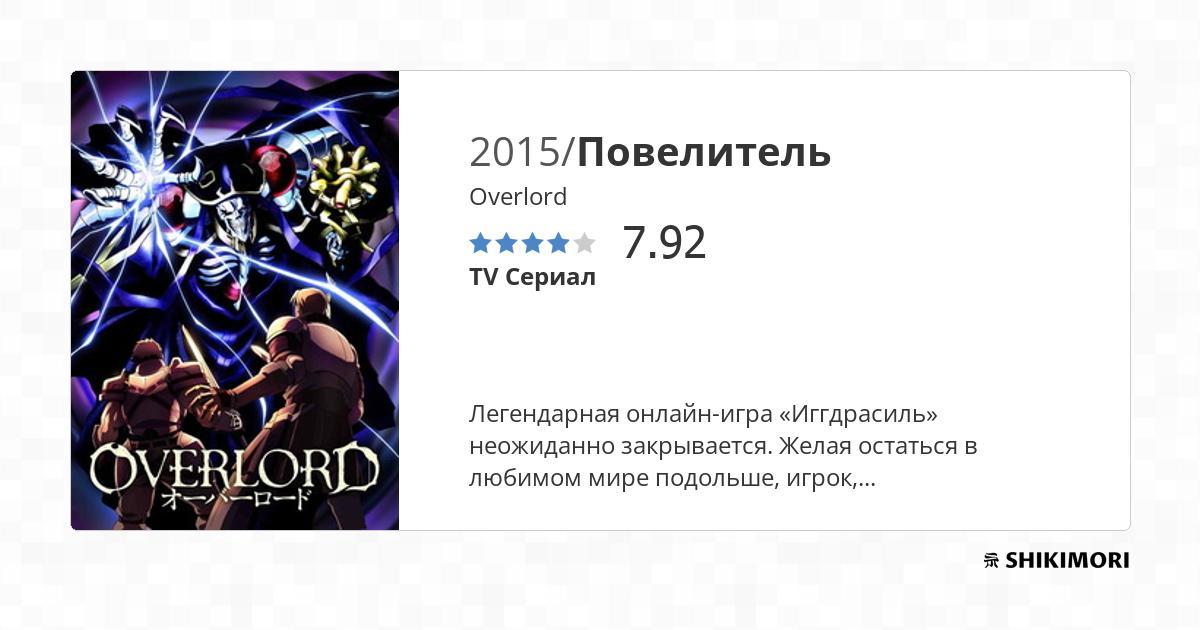 2015/Повелитель
Overlord
7.92
TV Сериал
Легендарная онлайн-игра «Иггдрасиль»
неожиданно закрывается. Желая остаться в
любимом мире подольше, игрок,...
OVERLORD
オーバーロード
SHIKIMORI